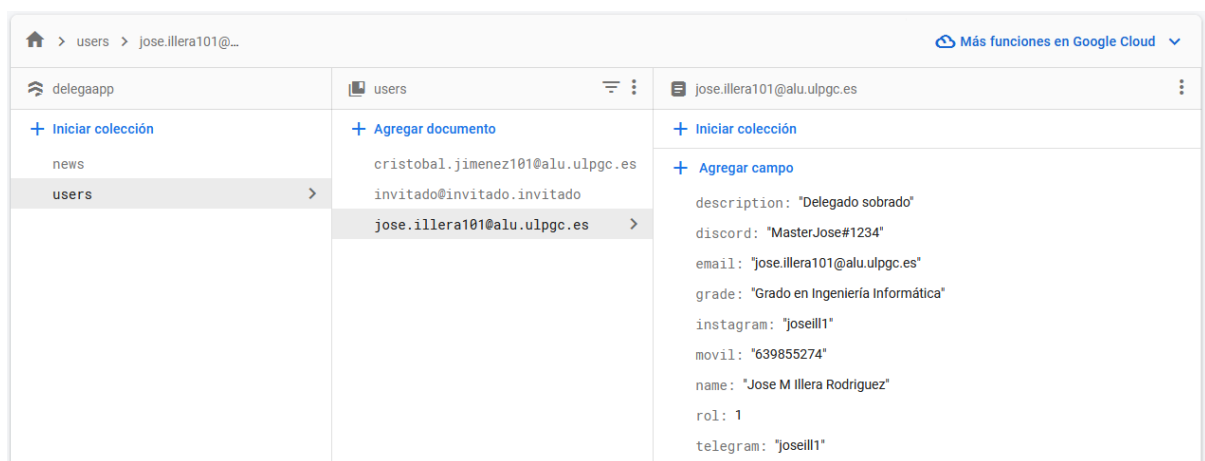 users > jose.illera101@…
Más funciones en Google Cloud
delegaapp
Iniciar colección
news
users
users
Agregar documento
cristobal.jimenez101@alu.ulpgc.es
invitado@invitado.invitado
jose.illera101@alu.ulpgc.es
jose.illera101@alu.ulpgc.es
Iniciar colección
Agregar campo
description: "Delegado sobrado"
discord: "MasterJose#1234"
email: "jose.illera101@alu.ulpgc.es"
grade: "Grado en Ingeniería Informática"
instagram: "joseill1"
movil: "639855274"
name: "Jose M Illera Rodriguez"
rol: 1
telegram: "joseill1"